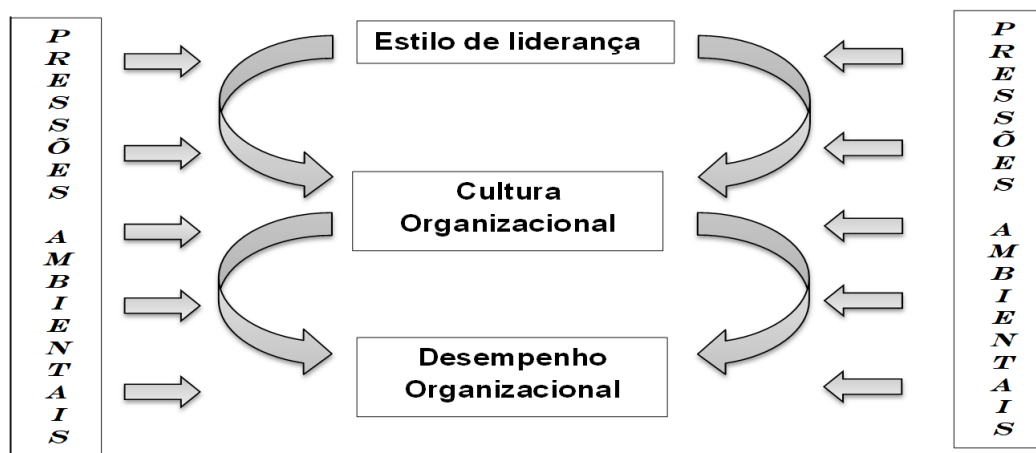 PRESSÕES AMBIENTAIS
Estilo de liderança
Cultura
Organizacional
Desempenho
Organizacional
PRESSÕES AMBIENTAIS